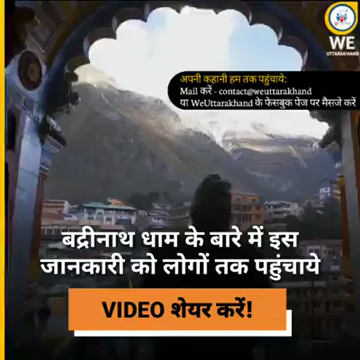 WE
UTTARAKHAND
अपनी कहानी हम तक पहुंचाये:
Mail करें - contact@weuttarakhand
या WeUttarakhand के फेसबुक पेज पर मैसजे करें
बद्रीनाथ धाम के बारे में इस
जानकारी को लोगों तक पहुंचाये
VIDEO शेयर करें!